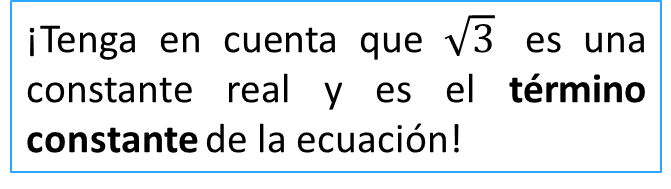 ¡Tenga en cuenta que √3 es una
constante real y es el término
constante de la ecuación!